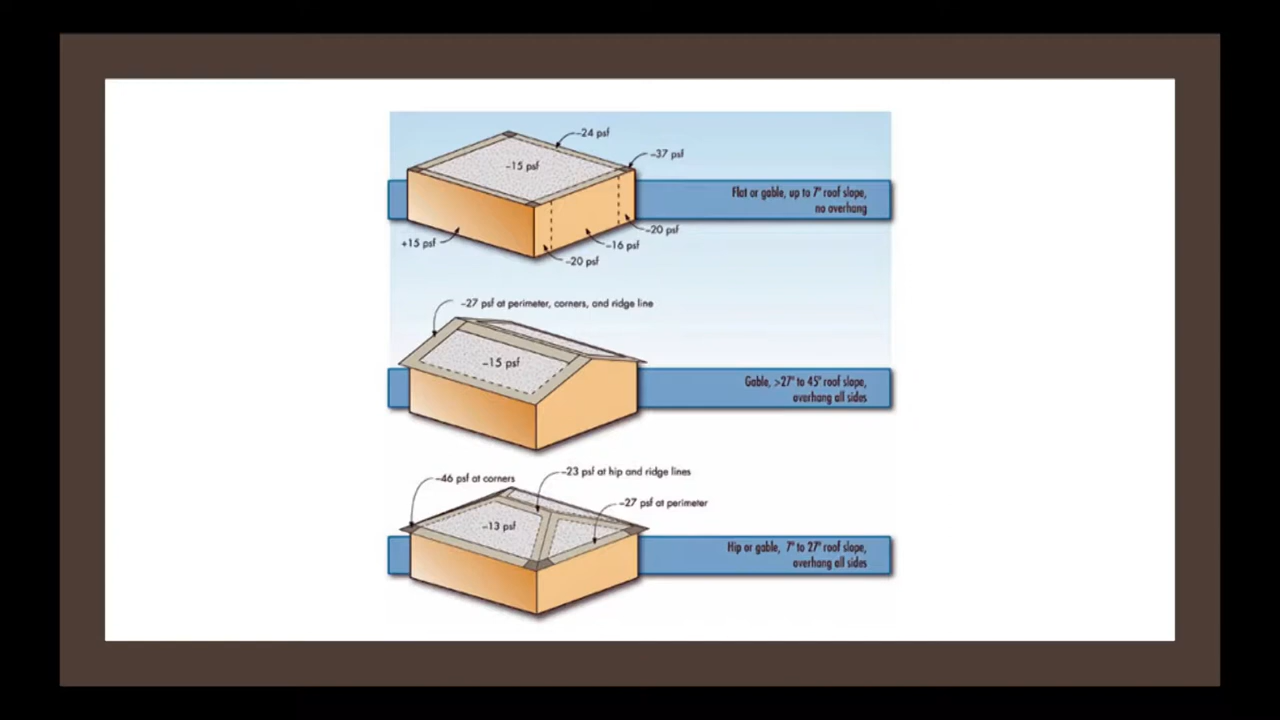 –24 psf
–37 psf
–15 psf
Flat or gable, up to 7° roof slope,
no overhang
+15 psf
–20 psf
–16 psf
–20 psf
–27 psf at perimeter, corners, and ridge line
–15 psf
Gable, >27° to 45° roof slope,
overhang all sides
–46 psf at corners
–23 psf at hip and ridge lines
–27 psf at perimeter
–13 psf
Hip or gable, 7° to 27° roof slope,
overhang all sides